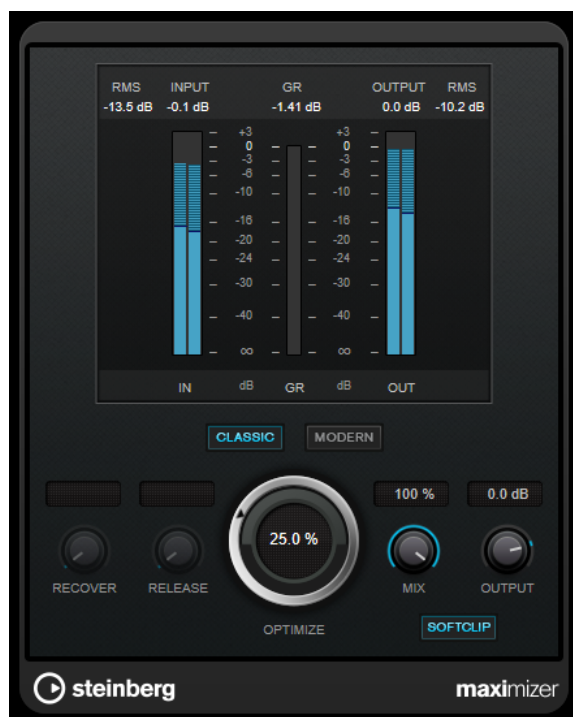 RMS INPUT GR OUTPUT RMS
-13.5 dB -0.1 dB -1.41 dB 0.0 dB -10.2 dB
+3 +3
0 0
-3 -3
-6 -6
-10 -10
-16 -16
-20 -20
-24 -24
-30 -30
-40 -40
∞ ∞
IN dB GR dB OUT
CLASSIC MODERN
100 % 0.0 dB
25.0 %
RECOVER RELEASE MIX OUTPUT
OPTIMIZE SOFTCLIP
steinberg maximizer